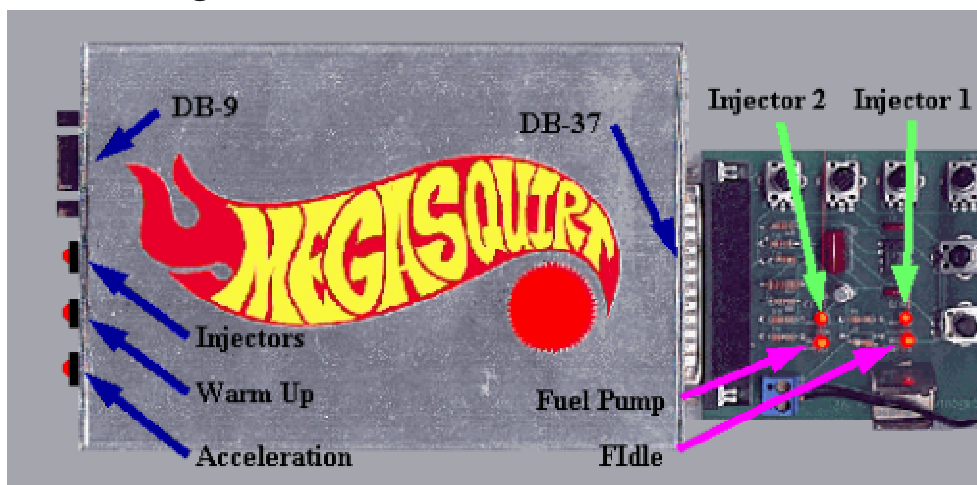 DB-9
DB-37
Injector 2
Injector 1
MEGASQUIRT
Injectors
Warm Up
Acceleration
Fuel Pump
FIdle